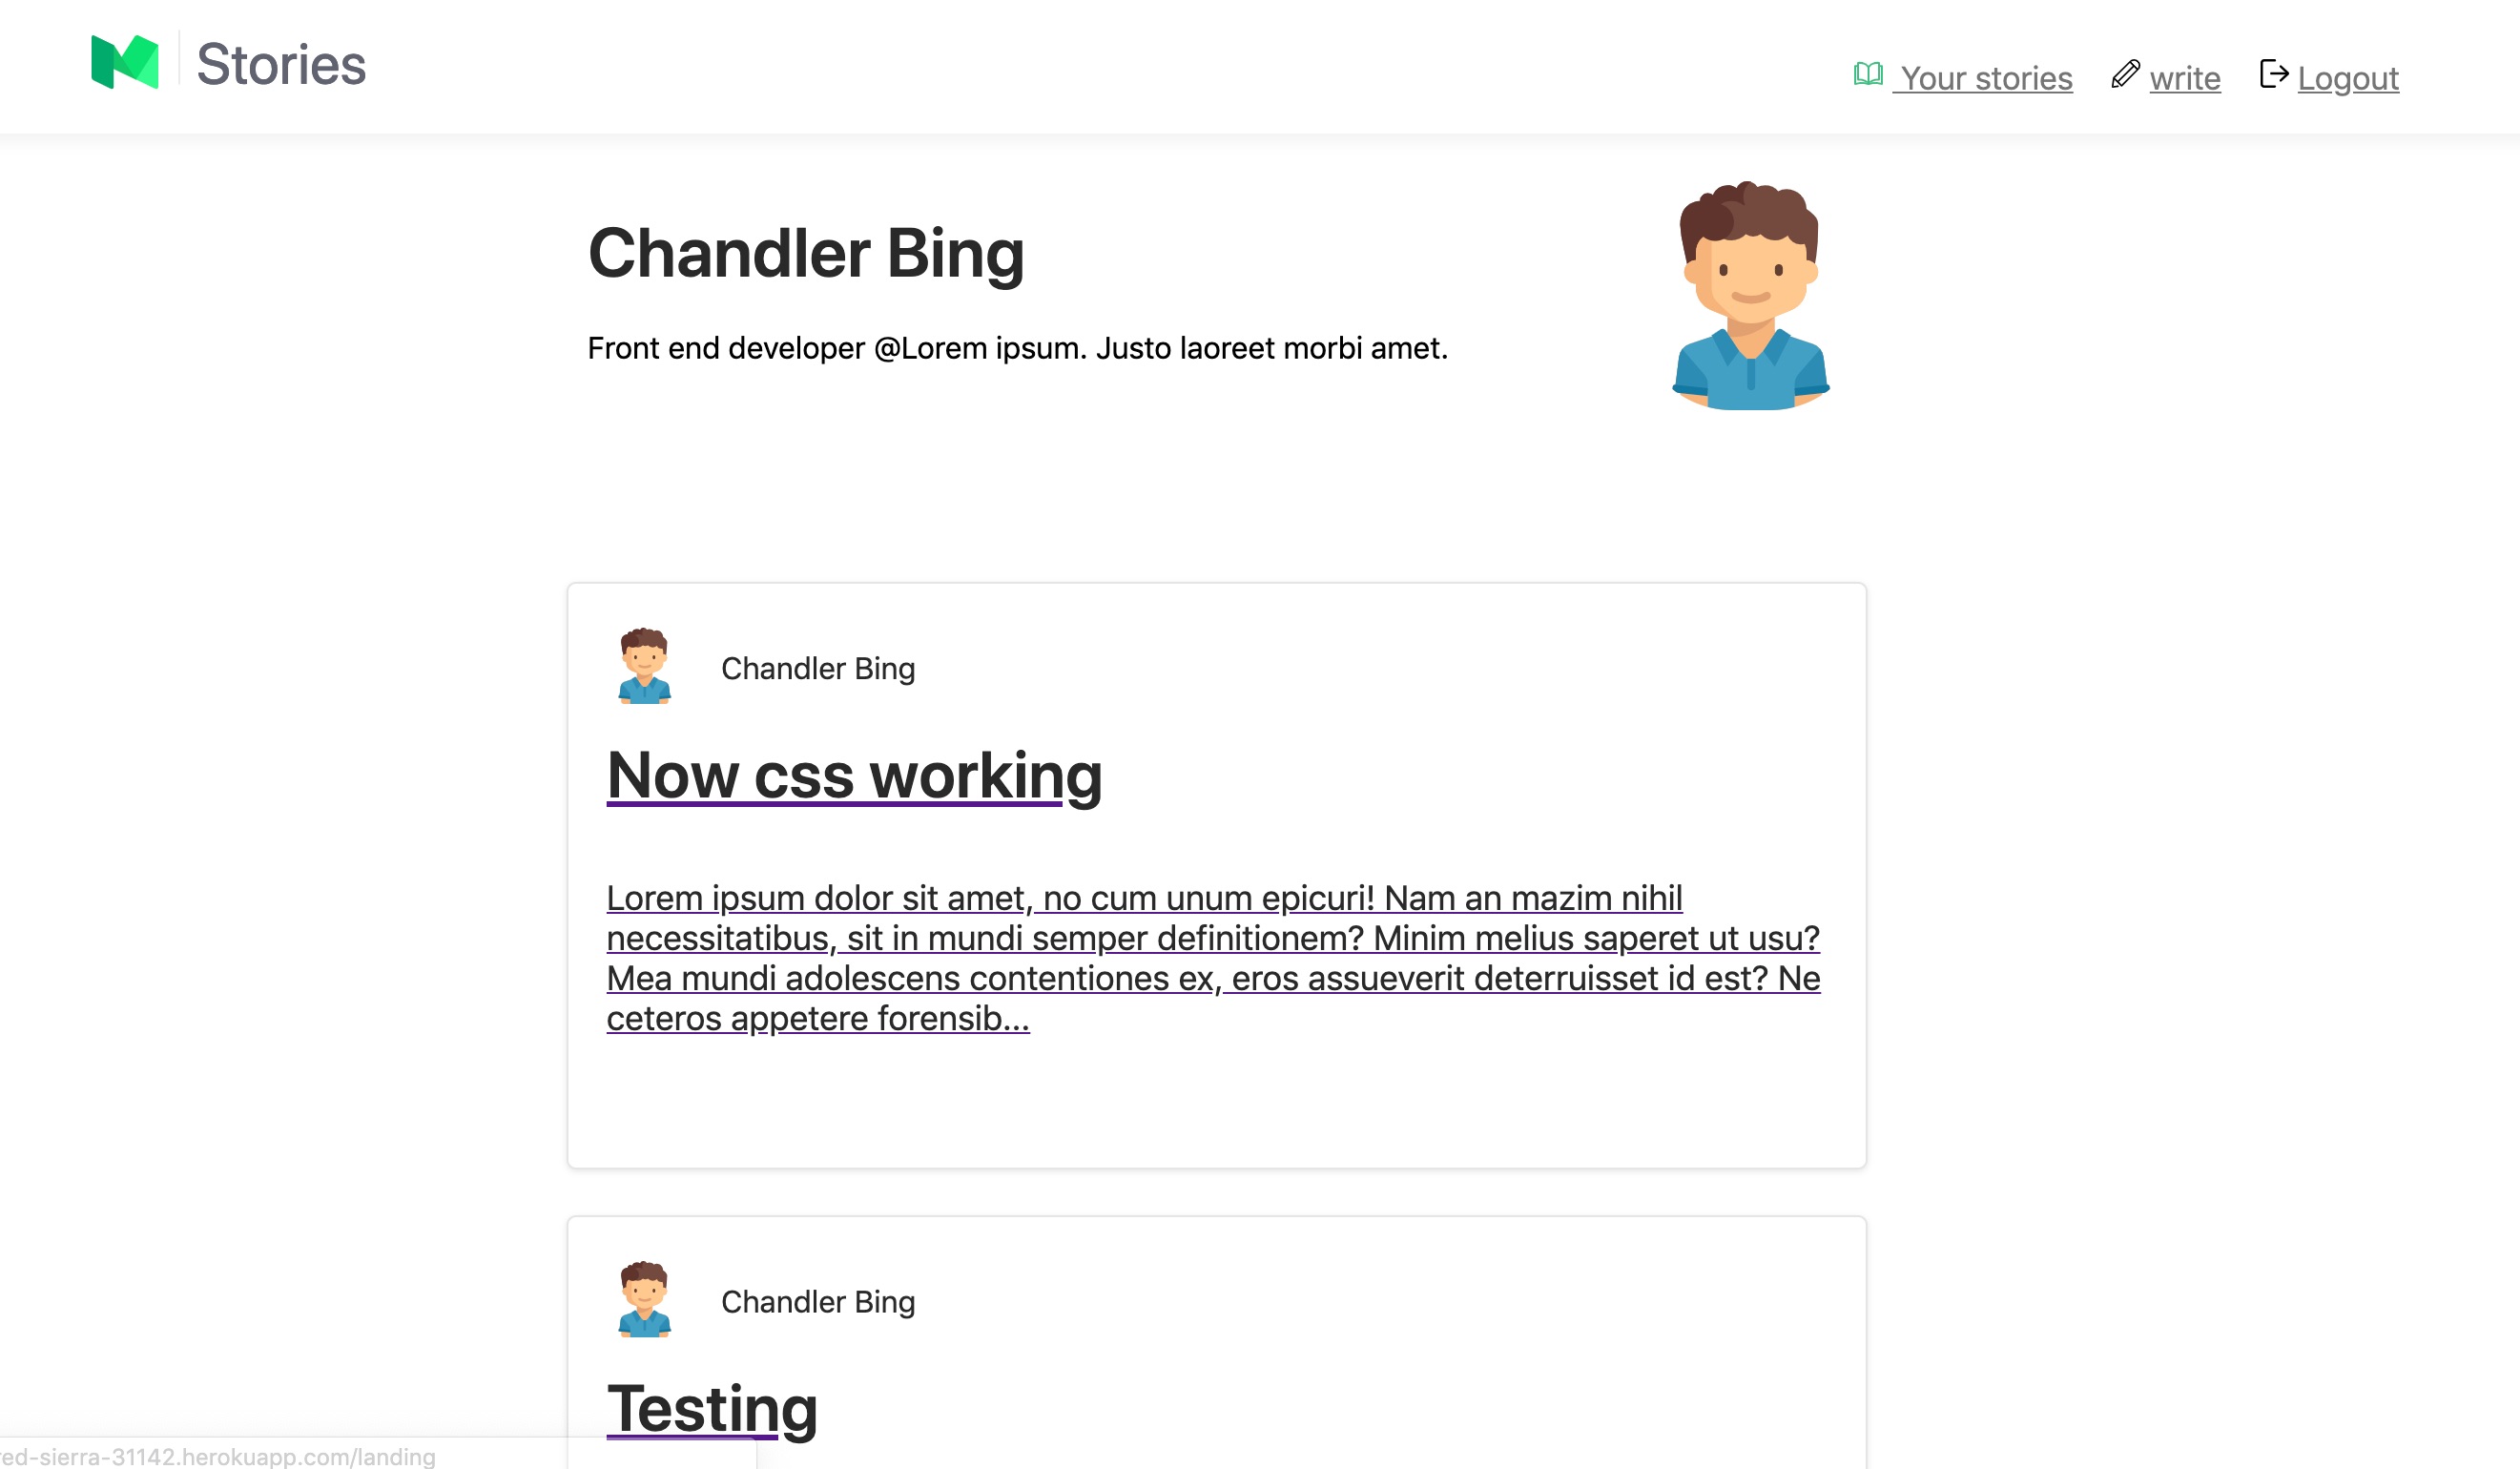 Stories
Your stories write Logout
Chandler Bing
Front end developer @Lorem ipsum. Justo laoreet morbi amet.
Chandler Bing
Now css working
Lorem ipsum dolor sit amet, no cum unum epicuri! Nam an mazim nihil
necessitatibus, sit in mundi semper definitionem? Minim melius saperet ut usu?
Mea mundi adolescens contentiones ex, eros assueverit deterruisset id est? Ne
ceteros appetere forensib...
Chandler Bing
Testing
ed-sierra-31142.herokuapp.com/landing